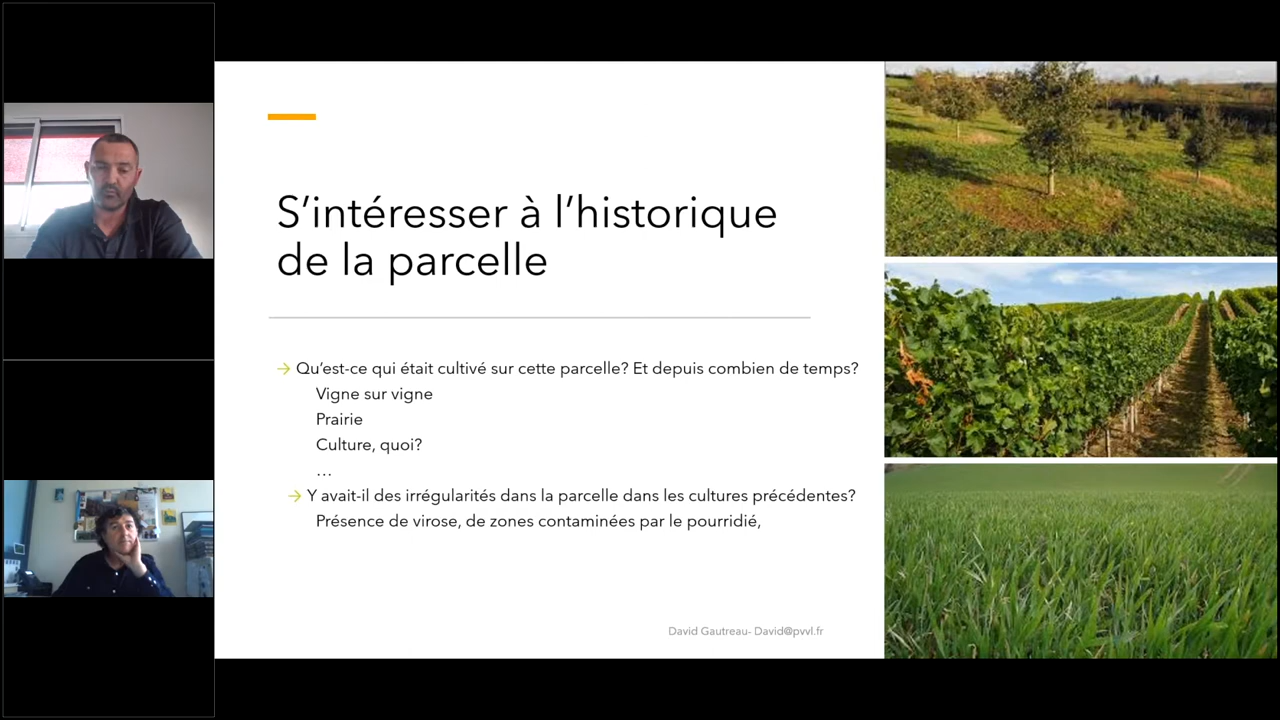 S’intéresser à l’historique
de la parcelle
→ Qu’est-ce qui était cultivé sur cette parcelle? Et depuis combien de temps?
Vigne sur vigne
Prairie
Culture, quoi?
…
→ Y avait-il des irrégularités dans la parcelle dans les cultures précédentes?
Présence de virose, de zones contaminées par le pourridié,
David Gautreau- David@pvvl.fr